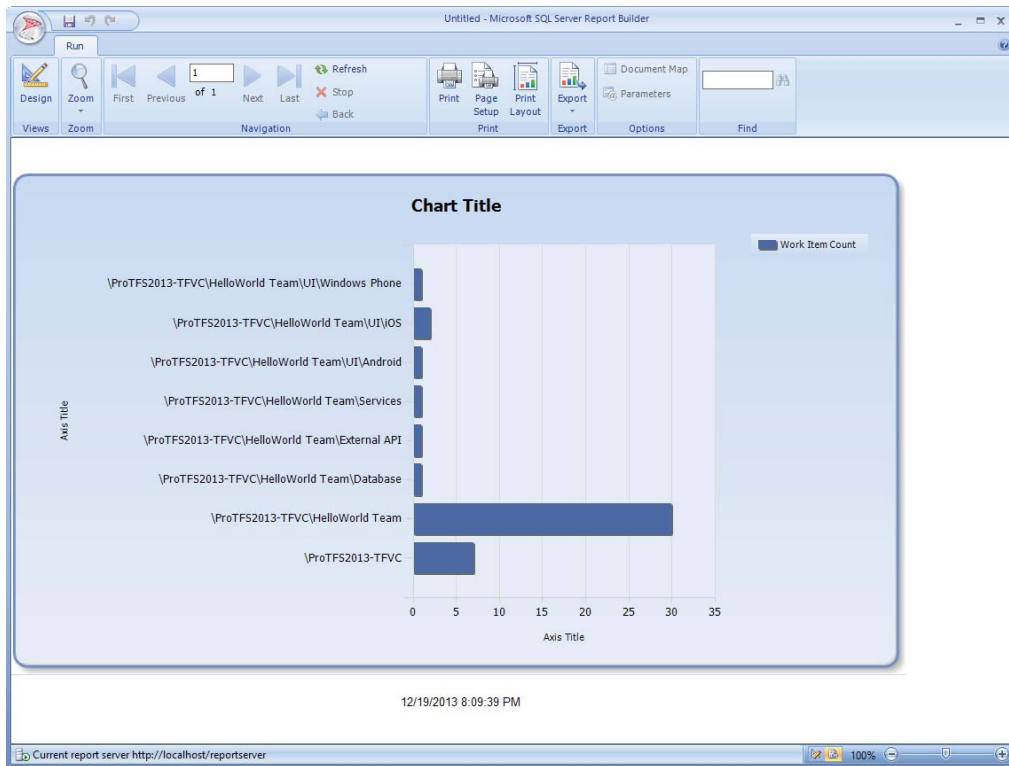 Untitled - Microsoft SQL Server Report Builder
Run
Design
Zoom
First
Previous
1
of 1
Next
Last
Refresh
Stop
Back
Print
Page Setup
Print Layout
Export
Document Map
Parameters
Views
Zoom
Navigation
Print
Export
Options
Find
Chart Title
Work Item Count
\ProTFS2013-TFVC\HelloWorld Team\UI\Windows Phone
\ProTFS2013-TFVC\HelloWorld Team\UI\iOS
\ProTFS2013-TFVC\HelloWorld Team\UI\Android
\ProTFS2013-TFVC\HelloWorld Team\Services
\ProTFS2013-TFVC\HelloWorld Team\External API
\ProTFS2013-TFVC\HelloWorld Team\Database
\ProTFS2013-TFVC\HelloWorld Team
\ProTFS2013-TFVC
Axis Title
0 5 10 15 20 25 30 35
Axis Title
12/19/2013 8:09:39 PM
Current report server http://localhost/reportserver
100%